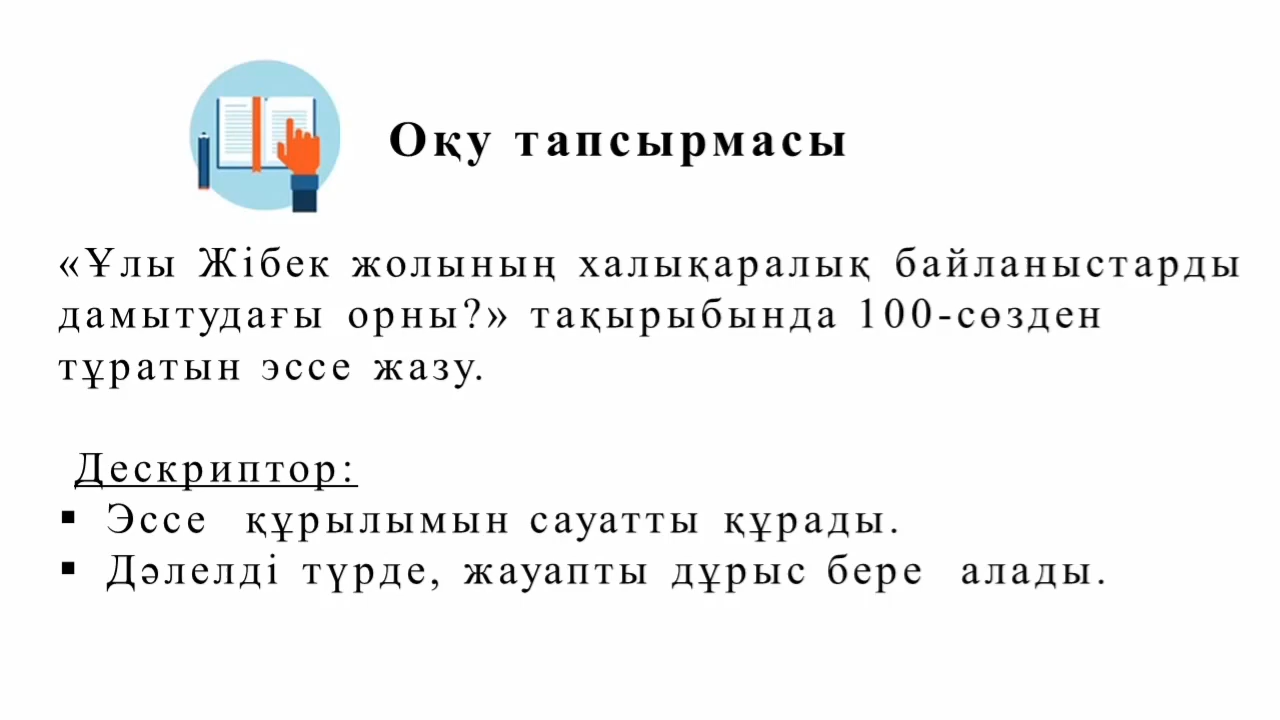 Оқу тапсырмасы
«Ұлы Жібек жолының халықаралық байланыстарды
дамытудағы орны?» тақырыбында 100-сөзден
тұратын эссе жазу.
Дескриптор:
▪ Эссе құрылымын сауатты құрады.
▪ Дәлелді түрде, жауапты дұрыс бере алады.